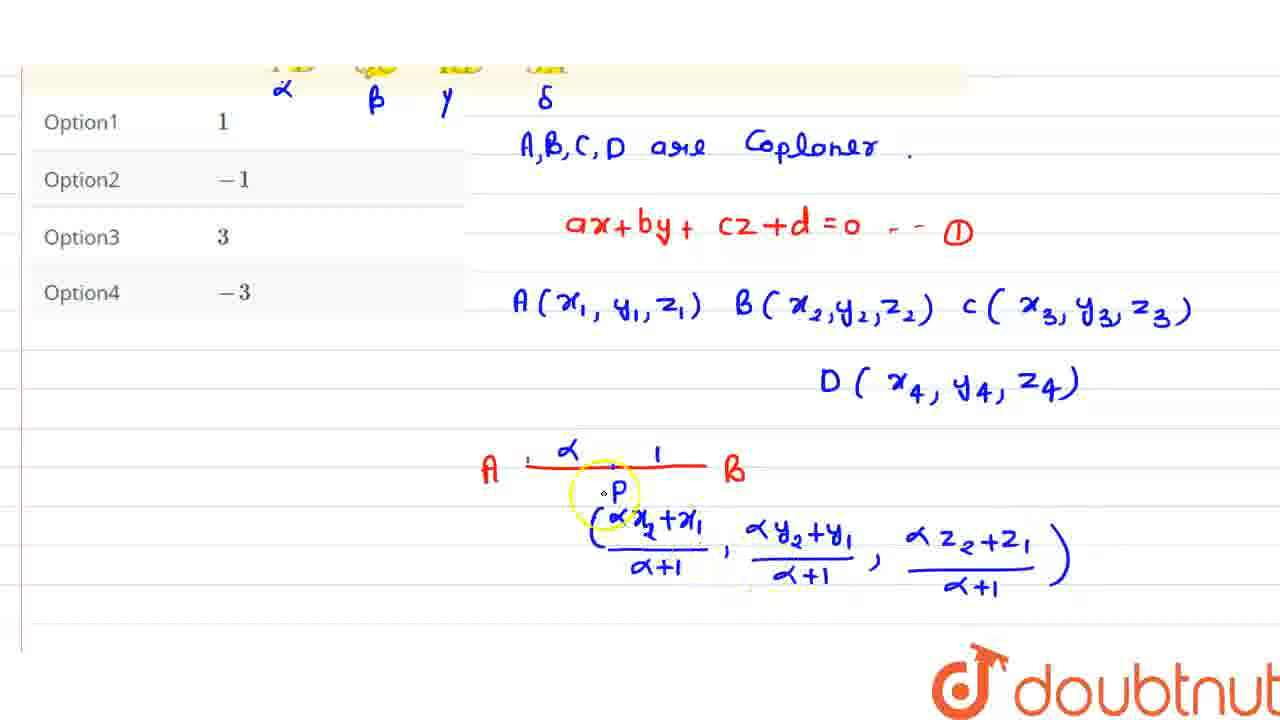 α β γ δ
Option1 1
A,B,C,D are Coplaner .
Option2 −1
ax+by+ cz+d=0 -- ①
Option3 3
Option4 −3
A(x₁, y₁, z₁) B(x₂,y₂,z₂) C(x₃,y₃,z₃)
D(x₄, y₄, z₄)
α 1
A B
P
(αx₂+x₁/α+1, αy₂+y₁/α+1, αz₂+z₁/α+1)
doubtnut